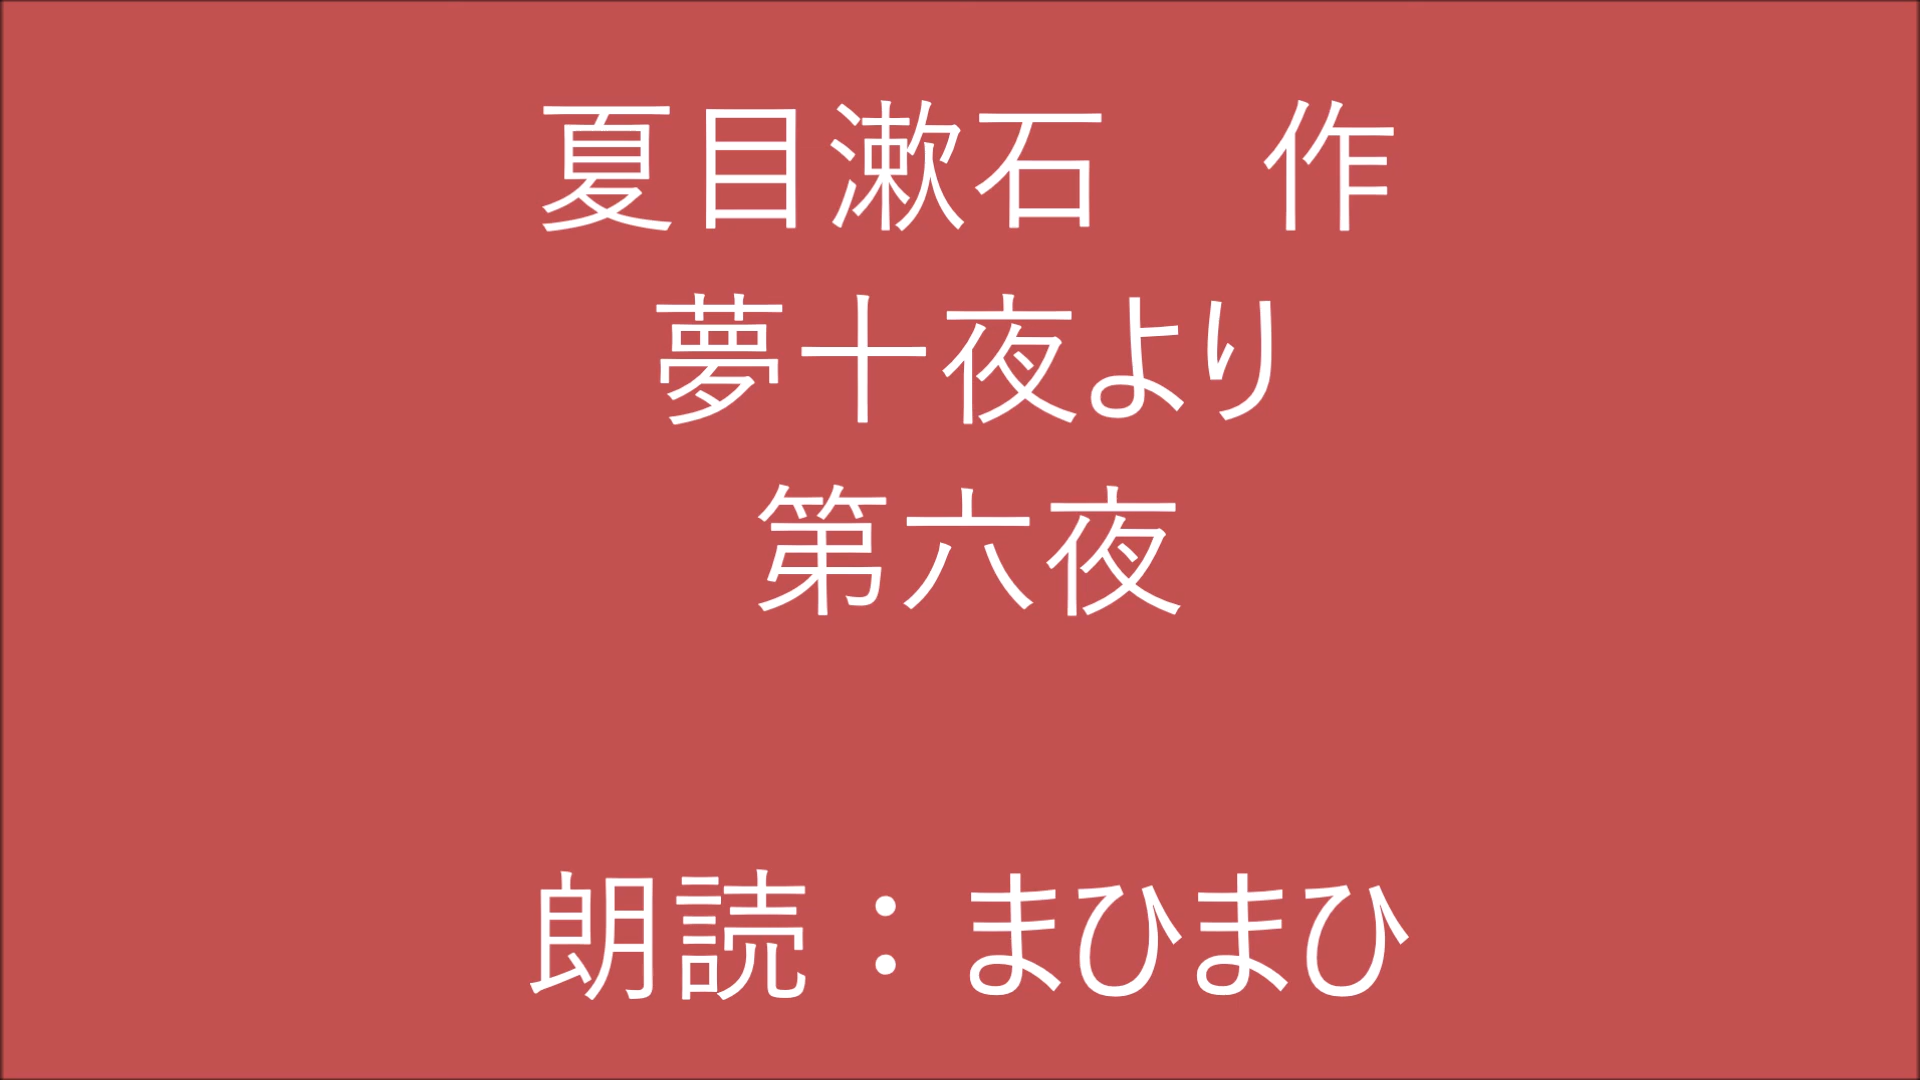 夏目漱石　作
夢十夜より
第六夜
朗読：まひまひ